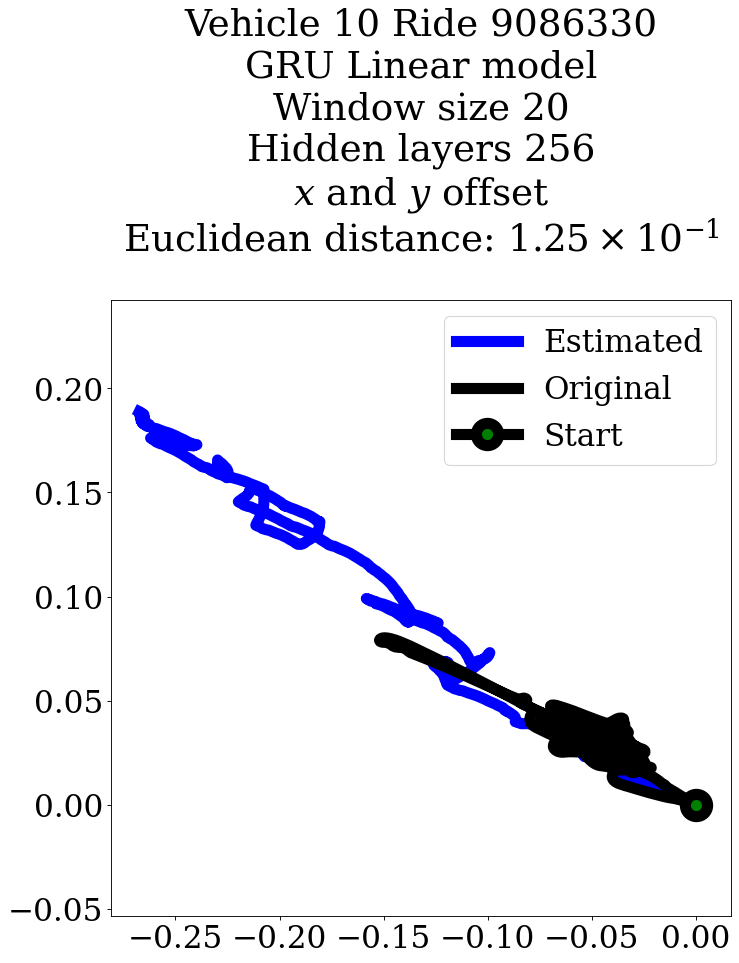 Vehicle 10 Ride 9086330
GRU Linear model
Window size 20
Hidden layers 256
x and y offset
Euclidean distance: 1.25 × 10⁻¹
Estimated
Original
Start
0.20
0.15
0.10
0.05
0.00
−0.05
−0.25 −0.20 −0.15 −0.10 −0.05 0.00